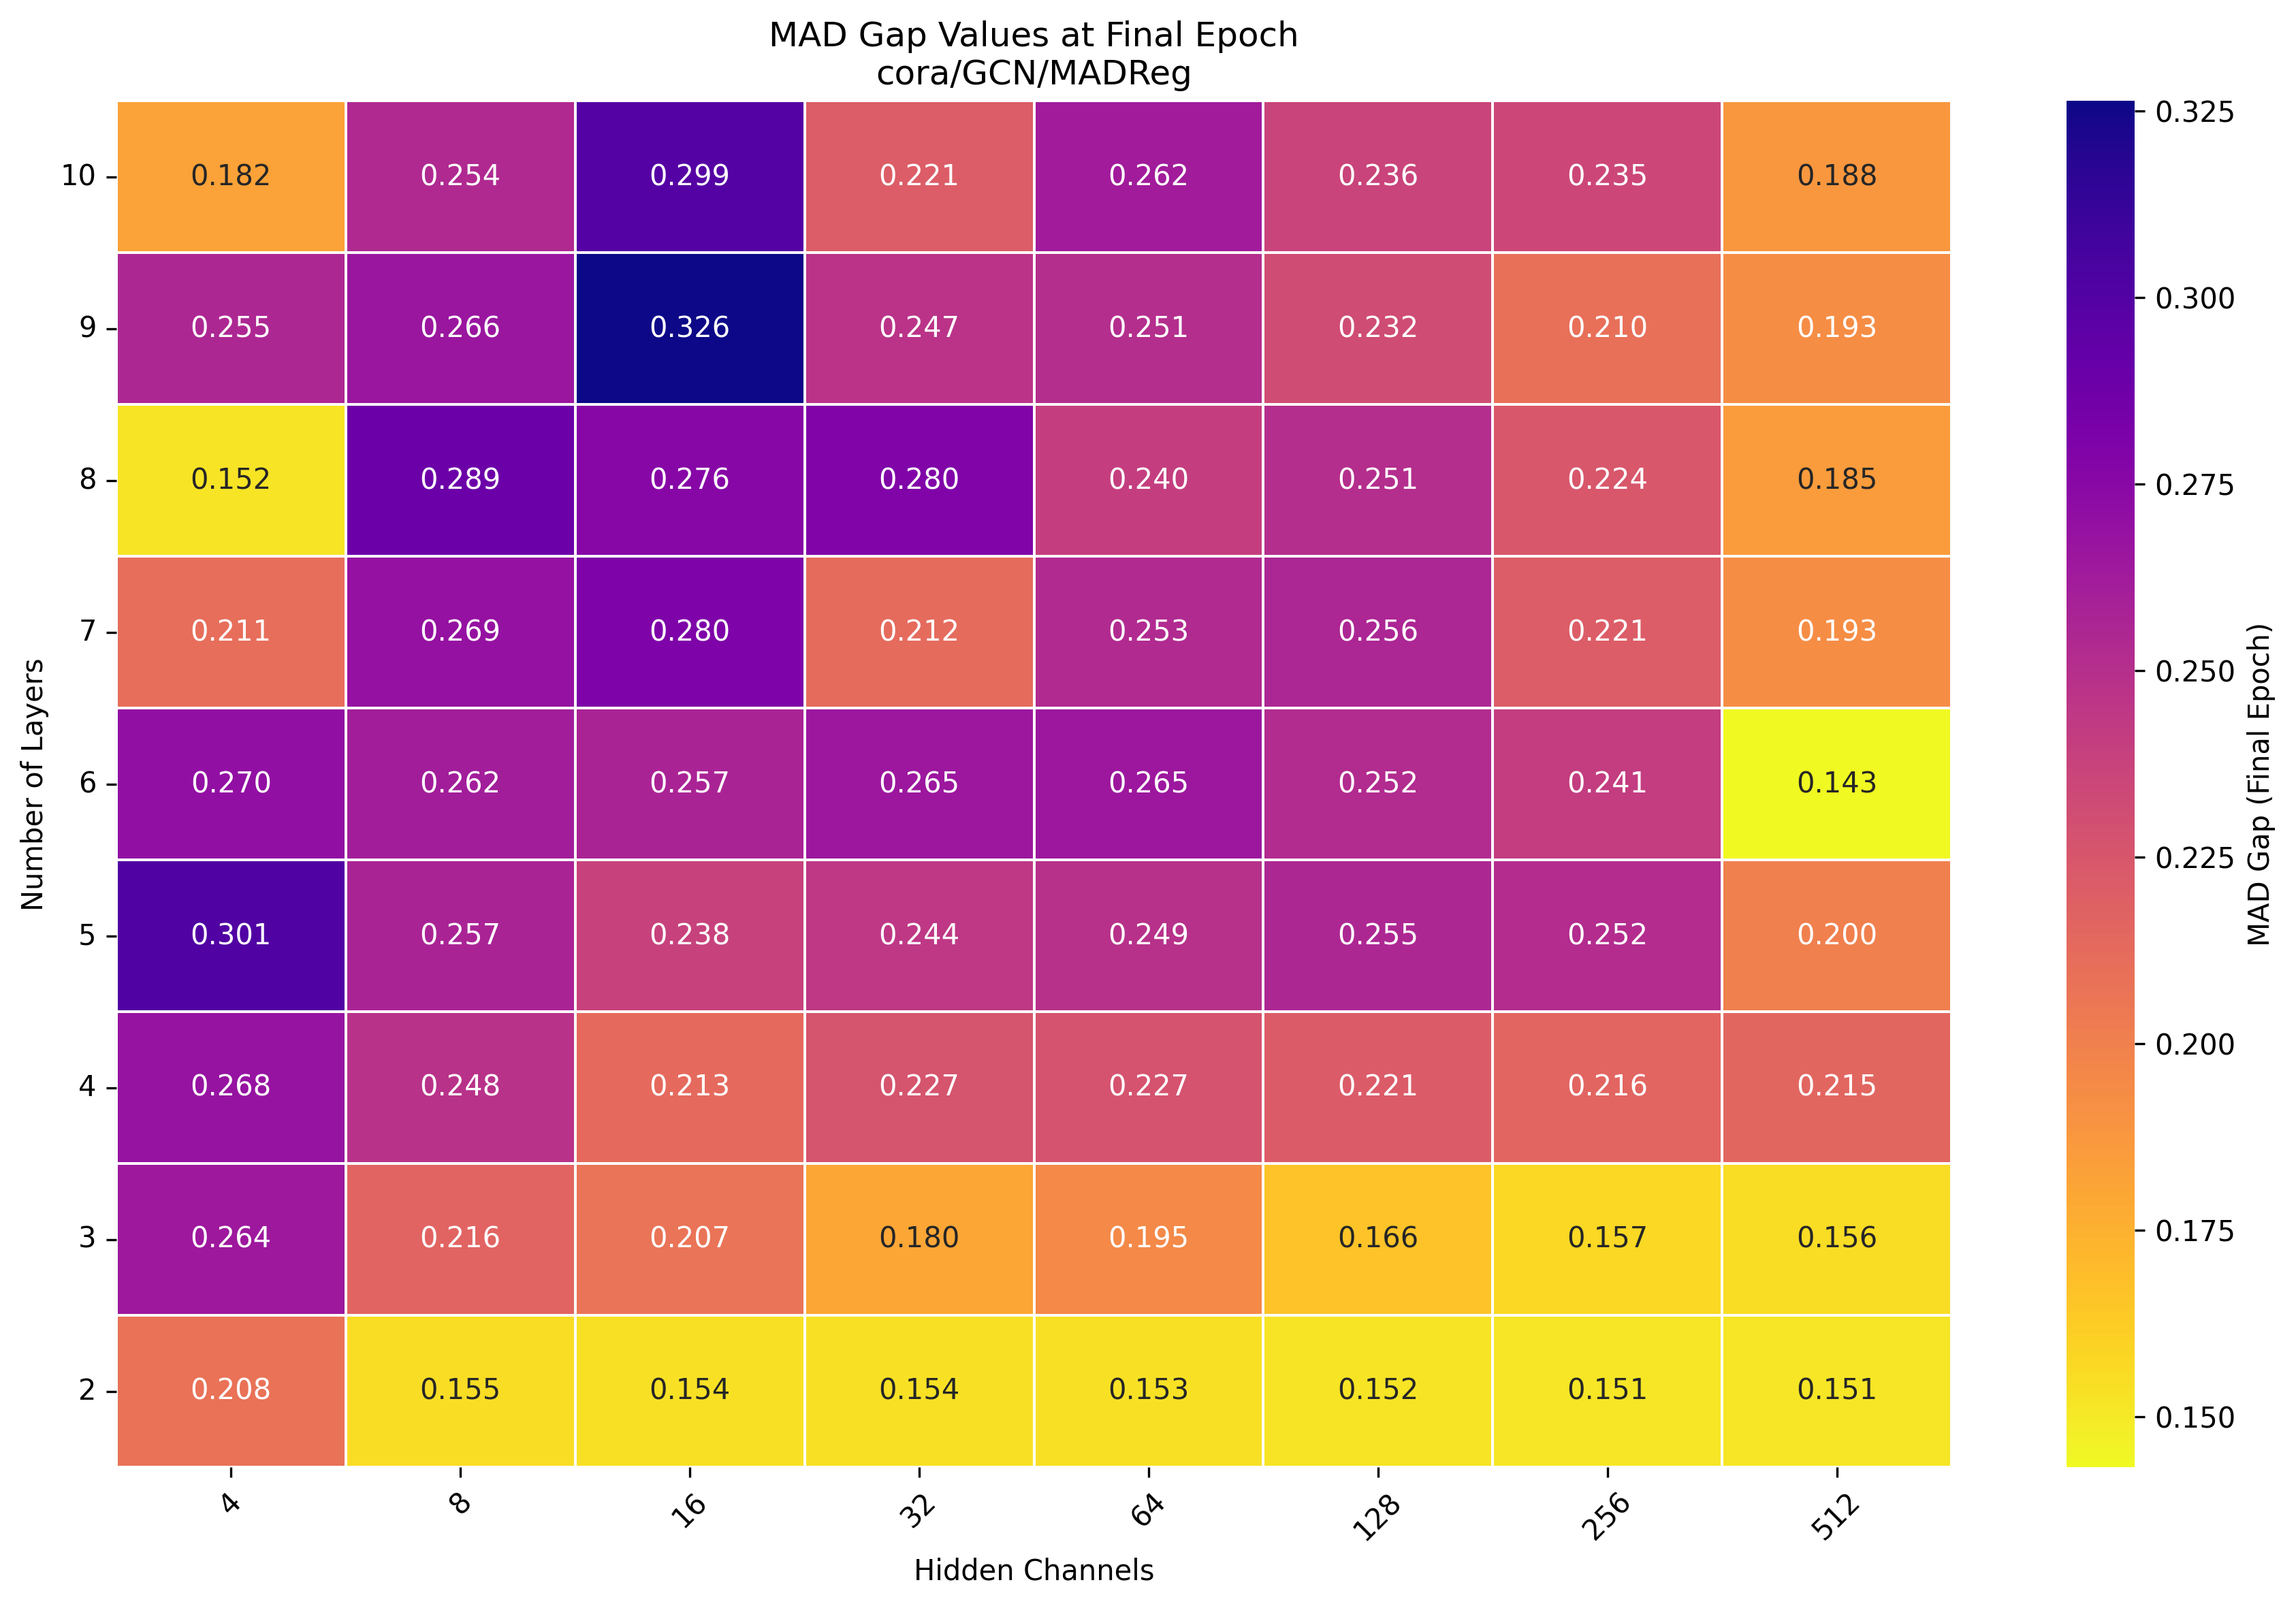 MAD Gap Values at Final Epoch
cora/GCN/MADReg
10 0.182 0.254 0.299 0.221 0.262 0.236 0.235 0.188
9 0.255 0.266 0.326 0.247 0.251 0.232 0.210 0.193
8 0.152 0.289 0.276 0.280 0.240 0.251 0.224 0.185
7 0.211 0.269 0.280 0.212 0.253 0.256 0.221 0.193
6 0.270 0.262 0.257 0.265 0.265 0.252 0.241 0.143
5 0.301 0.257 0.238 0.244 0.249 0.255 0.252 0.200
4 0.268 0.248 0.213 0.227 0.227 0.221 0.216 0.215
3 0.264 0.216 0.207 0.180 0.195 0.166 0.157 0.156
2 0.208 0.155 0.154 0.154 0.153 0.152 0.151 0.151
4 8 16 32 64 128 256 512
Hidden Channels
Number of Layers
0.325
0.300
0.275
0.250
0.225
0.200
0.175
0.150
MAD Gap (Final Epoch)